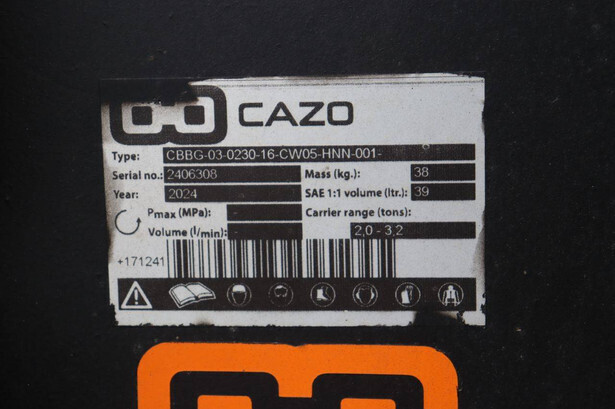 CAZO
Type: CBBG-03-0230-16-CW05-HNN-001-
Serial no.: 2406308 Mass (kg.): 38
Year: 2024 SAE 1:1 volume (ltr.): 39
Pmax (MPa): - Carrier range (tons):
Volume (l/min): - 2,0 - 3,2
+171241